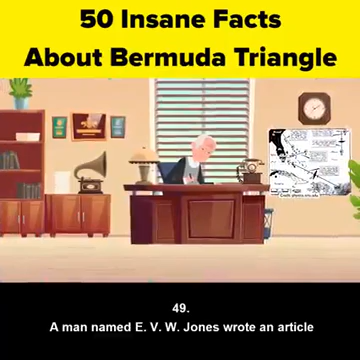 50 Insane Facts
About Bermuda Triangle
49.
A man named E. V. W. Jones wrote an article